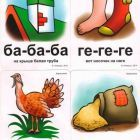 ба-ба-ба
на крыше белая труба
ге-ге-ге
вот носочек на ноге